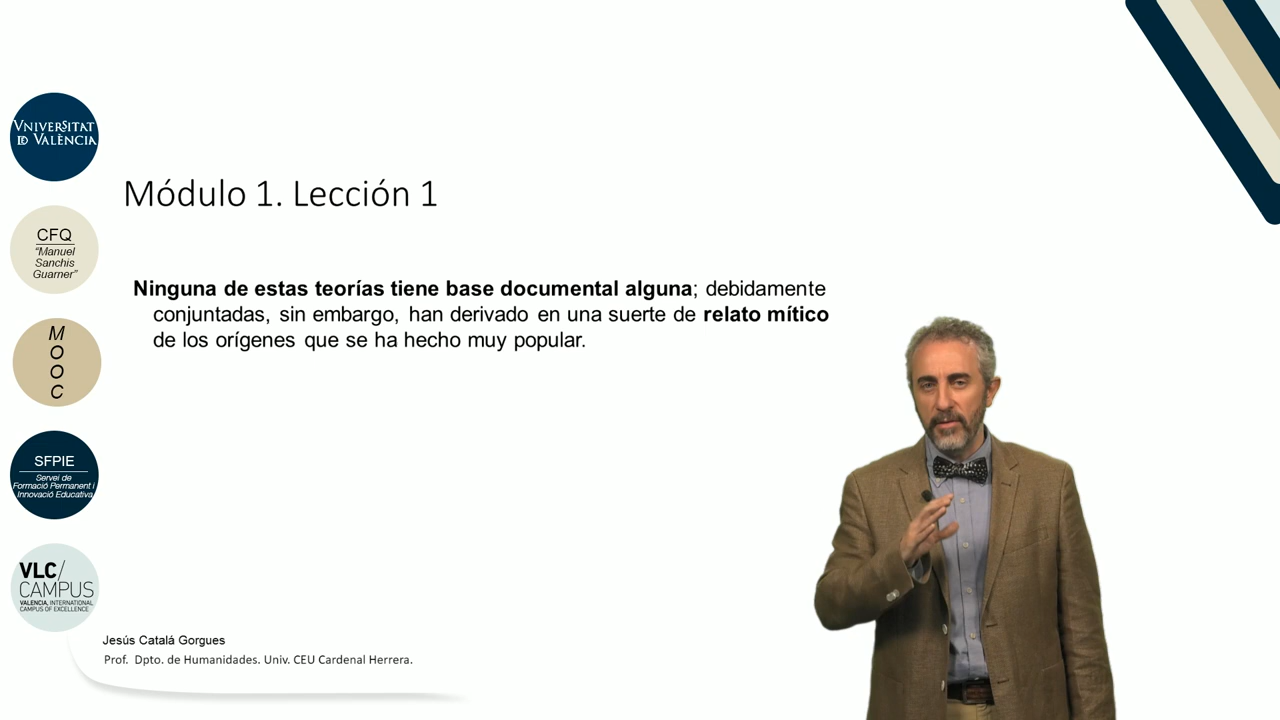 VNIVERSITAT
ID VALÈNCIA
CFQ
“Manuel
Sanchis
Guarner”
M
O
O
C
SFPIE
Servei de
Formació Permanent i
Innovació Educativa
VLC/
CAMPUS
VALENCIA, INTERNATIONAL
CAMPUS OF EXCELLENCE
Módulo 1. Lección 1
Ninguna de estas teorías tiene base documental alguna; debidamente
conjuntadas, sin embargo, han derivado en una suerte de relato mítico
de los orígenes que se ha hecho muy popular.
Jesús Catalá Gorgues
Prof. Dpto. de Humanidades. Univ. CEU Cardenal Herrera.